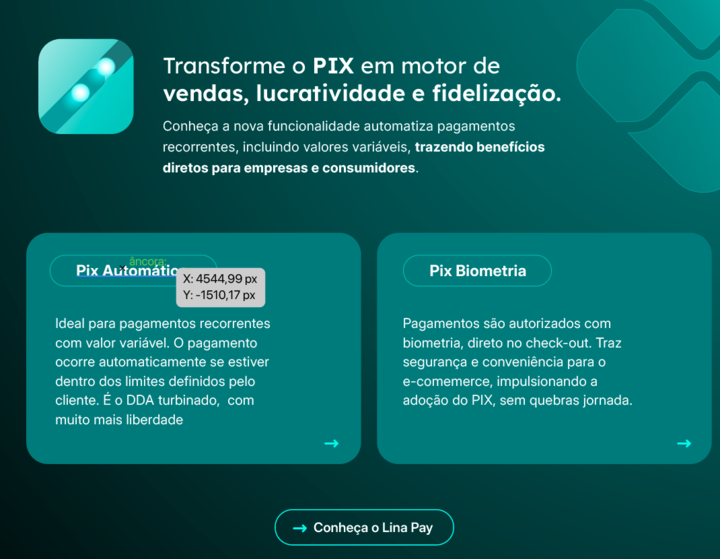 Transforme o PIX em motor de
vendas, lucratividade e fidelização.
Conheça a nova funcionalidade automatiza pagamentos
recorrentes, incluindo valores variáveis, trazendo benefícios
diretos para empresas e consumidores.
âncora:
Pix Automátic
X: 4544,99 px
Y: -1510,17 px
Ideal para pagamentos recorrentes
com valor variável. O pagamento
ocorre automaticamente se estiver
dentro dos limites definidos pelo
cliente. É o DDA turbinado, com
muito mais liberdade
→
Pix Biometria
Pagamentos são autorizados com
biometria, direto no check-out. Traz
segurança e conveniência para o
e-comemerce, impulsionando a
adoção do PIX, sem quebras jornada.
→
→ Conheça o Lina Pay